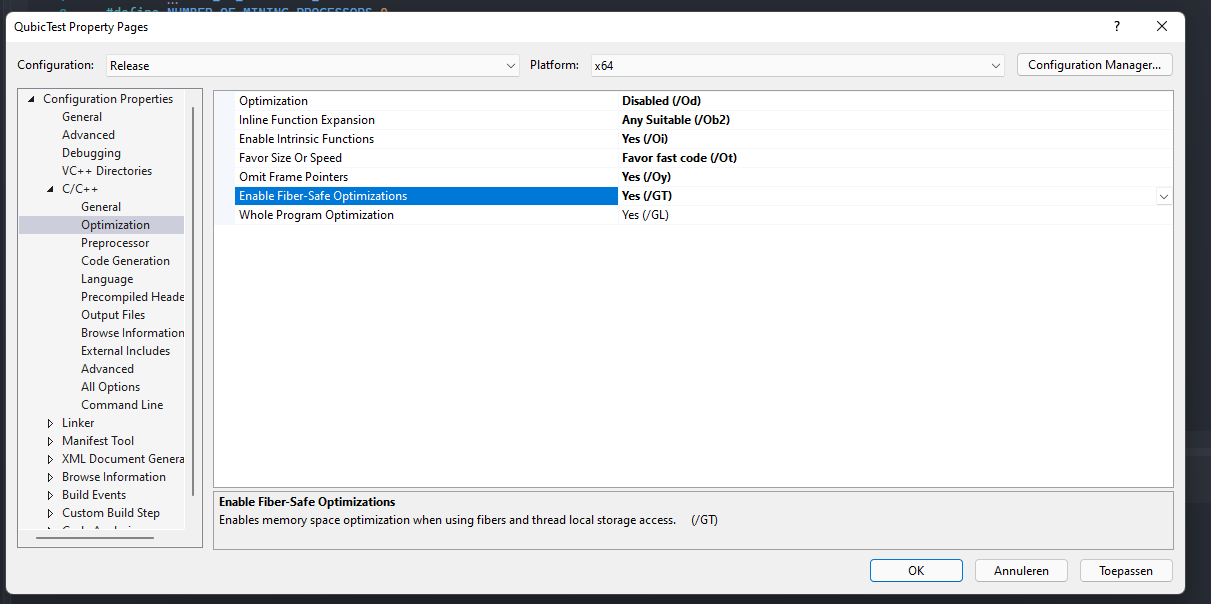 #define NUMBER_OF_MINING_PROCESSORS 0
QubicTest Property Pages
?
Configuration: Release Platform: x64 Configuration Manager...
Configuration Properties
General
Advanced
Debugging
VC++ Directories
C/C++
General
Optimization
Preprocessor
Code Generation
Language
Precompiled Heade
Output Files
Browse Information
External Includes
Advanced
All Options
Command Line
Linker
Manifest Tool
XML Document Genera
Browse Information
Build Events
Custom Build Step
Optimization Disabled (/Od)
Inline Function Expansion Any Suitable (/Ob2)
Enable Intrinsic Functions Yes (/Oi)
Favor Size Or Speed Favor fast code (/Ot)
Omit Frame Pointers Yes (/Oy)
Enable Fiber-Safe Optimizations Yes (/GT)
Whole Program Optimization Yes (/GL)
Enable Fiber-Safe Optimizations
Enables memory space optimization when using fibers and thread local storage access. (/GT)
OK Annuleren Toepassen